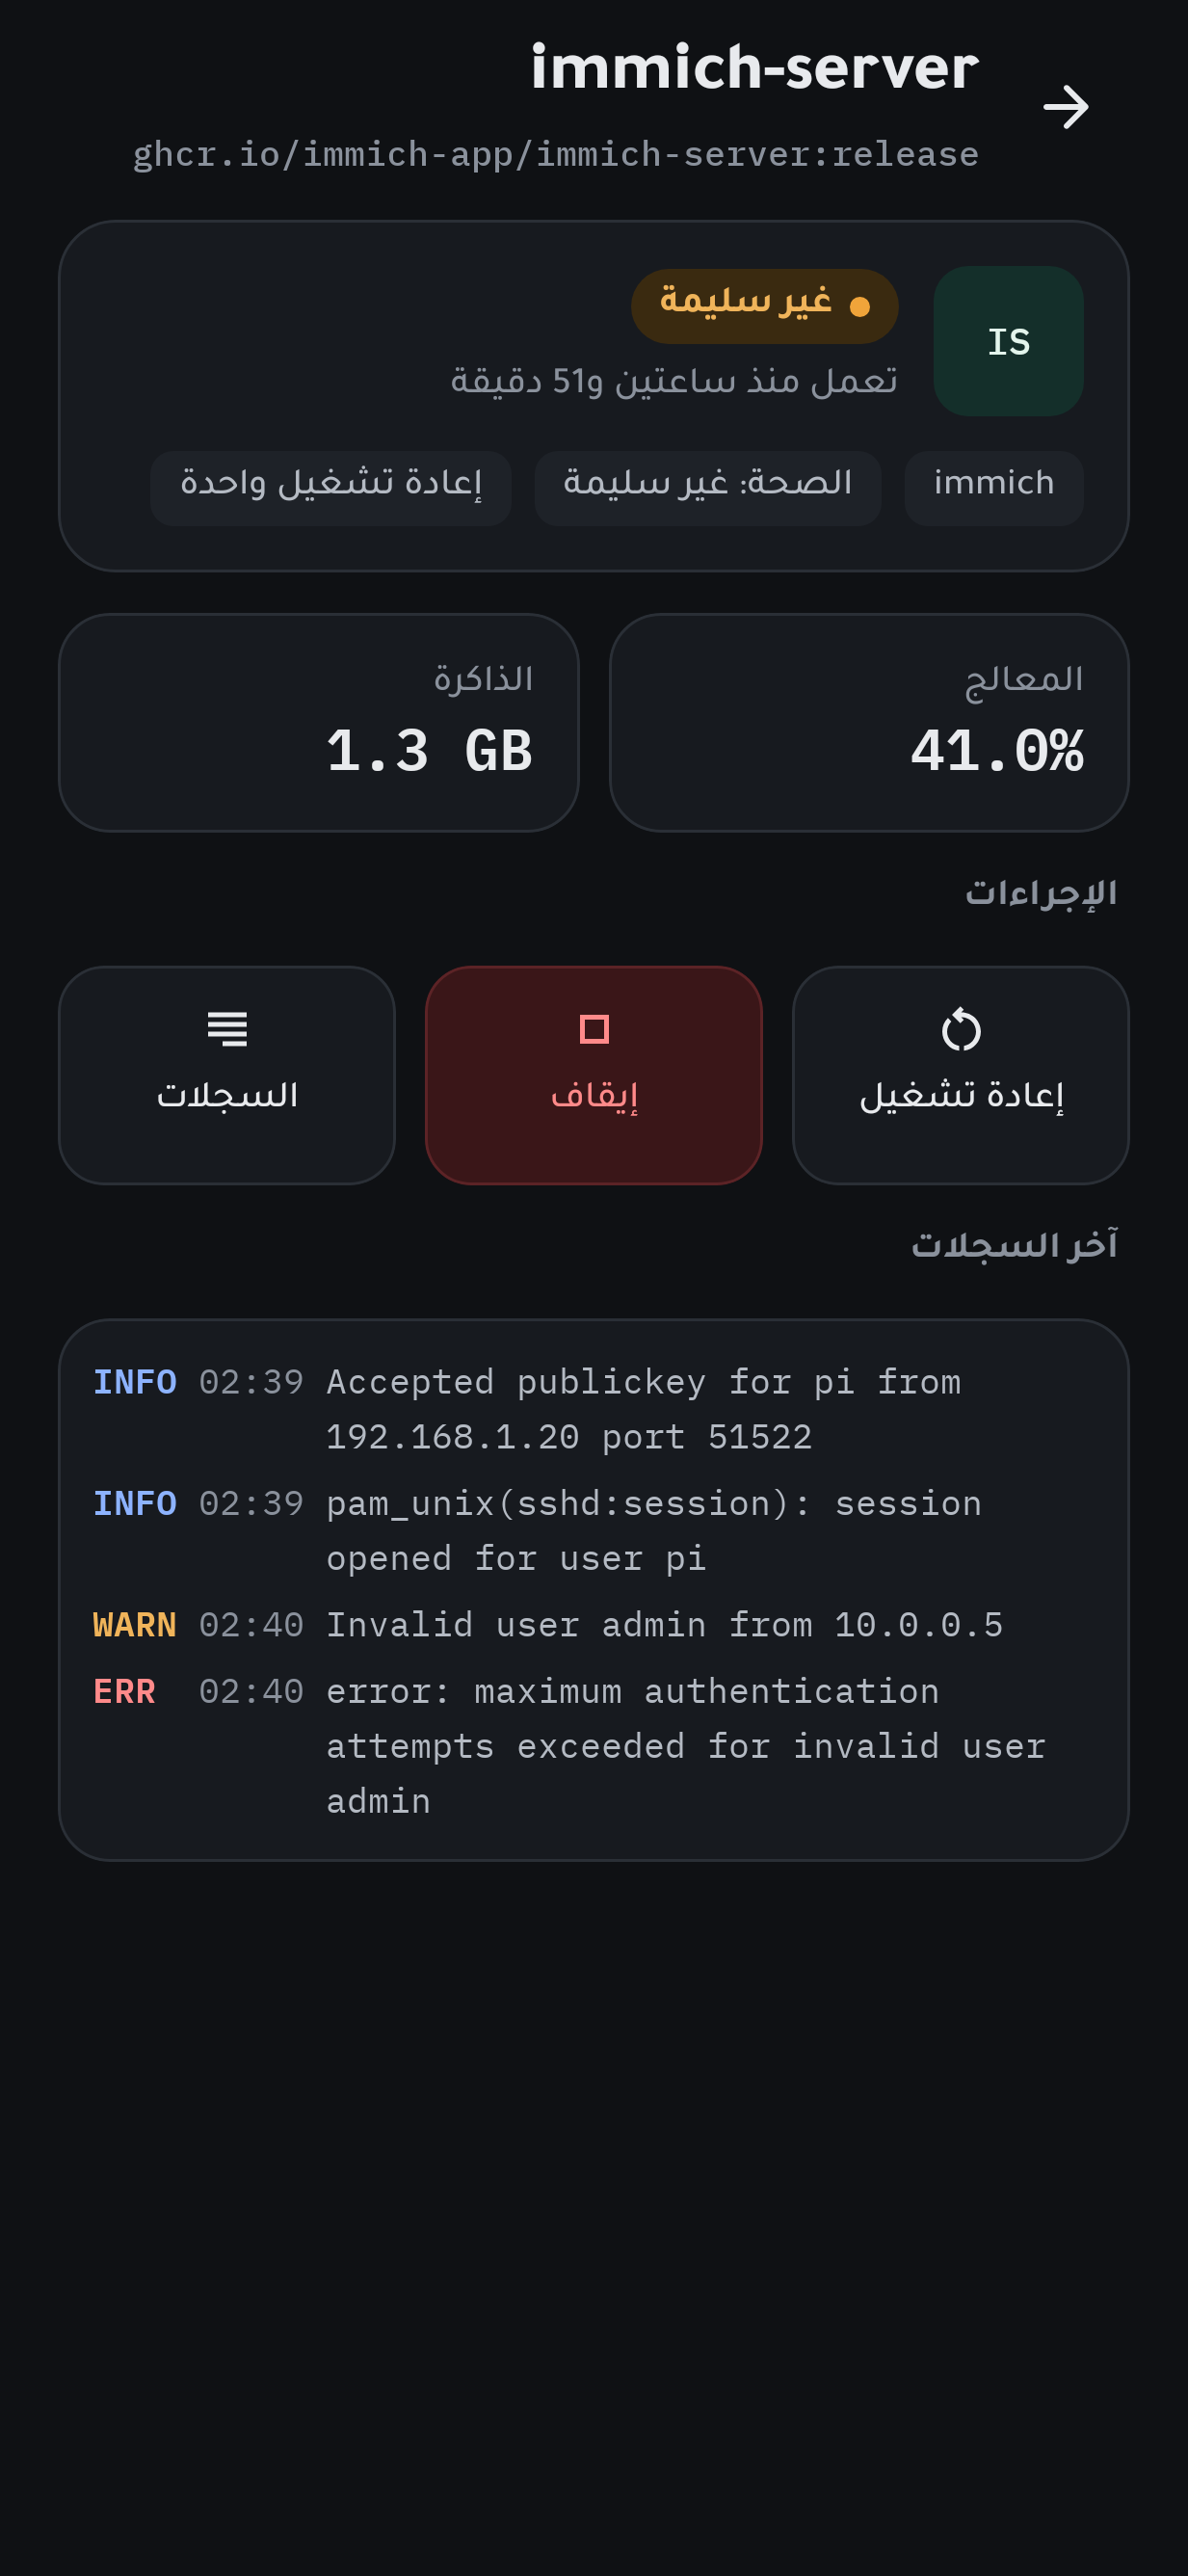 immich-server
ghcr.io/immich-app/immich-server:release
IS
غير سليمة
تعمل منذ ساعتين و51 دقيقة
immich
الصحة: غير سليمة
إعادة تشغيل واحدة
المعالج
41.0%
الذاكرة
1.3 GB
الإجراءات
إعادة تشغيل
إيقاف
السجلات
آخر السجلات
INFO 02:39 Accepted publickey for pi from
192.168.1.20 port 51522
INFO 02:39 pam_unix(sshd:session): session
opened for user pi
WARN 02:40 Invalid user admin from 10.0.0.5
ERR 02:40 error: maximum authentication
attempts exceeded for invalid user
admin